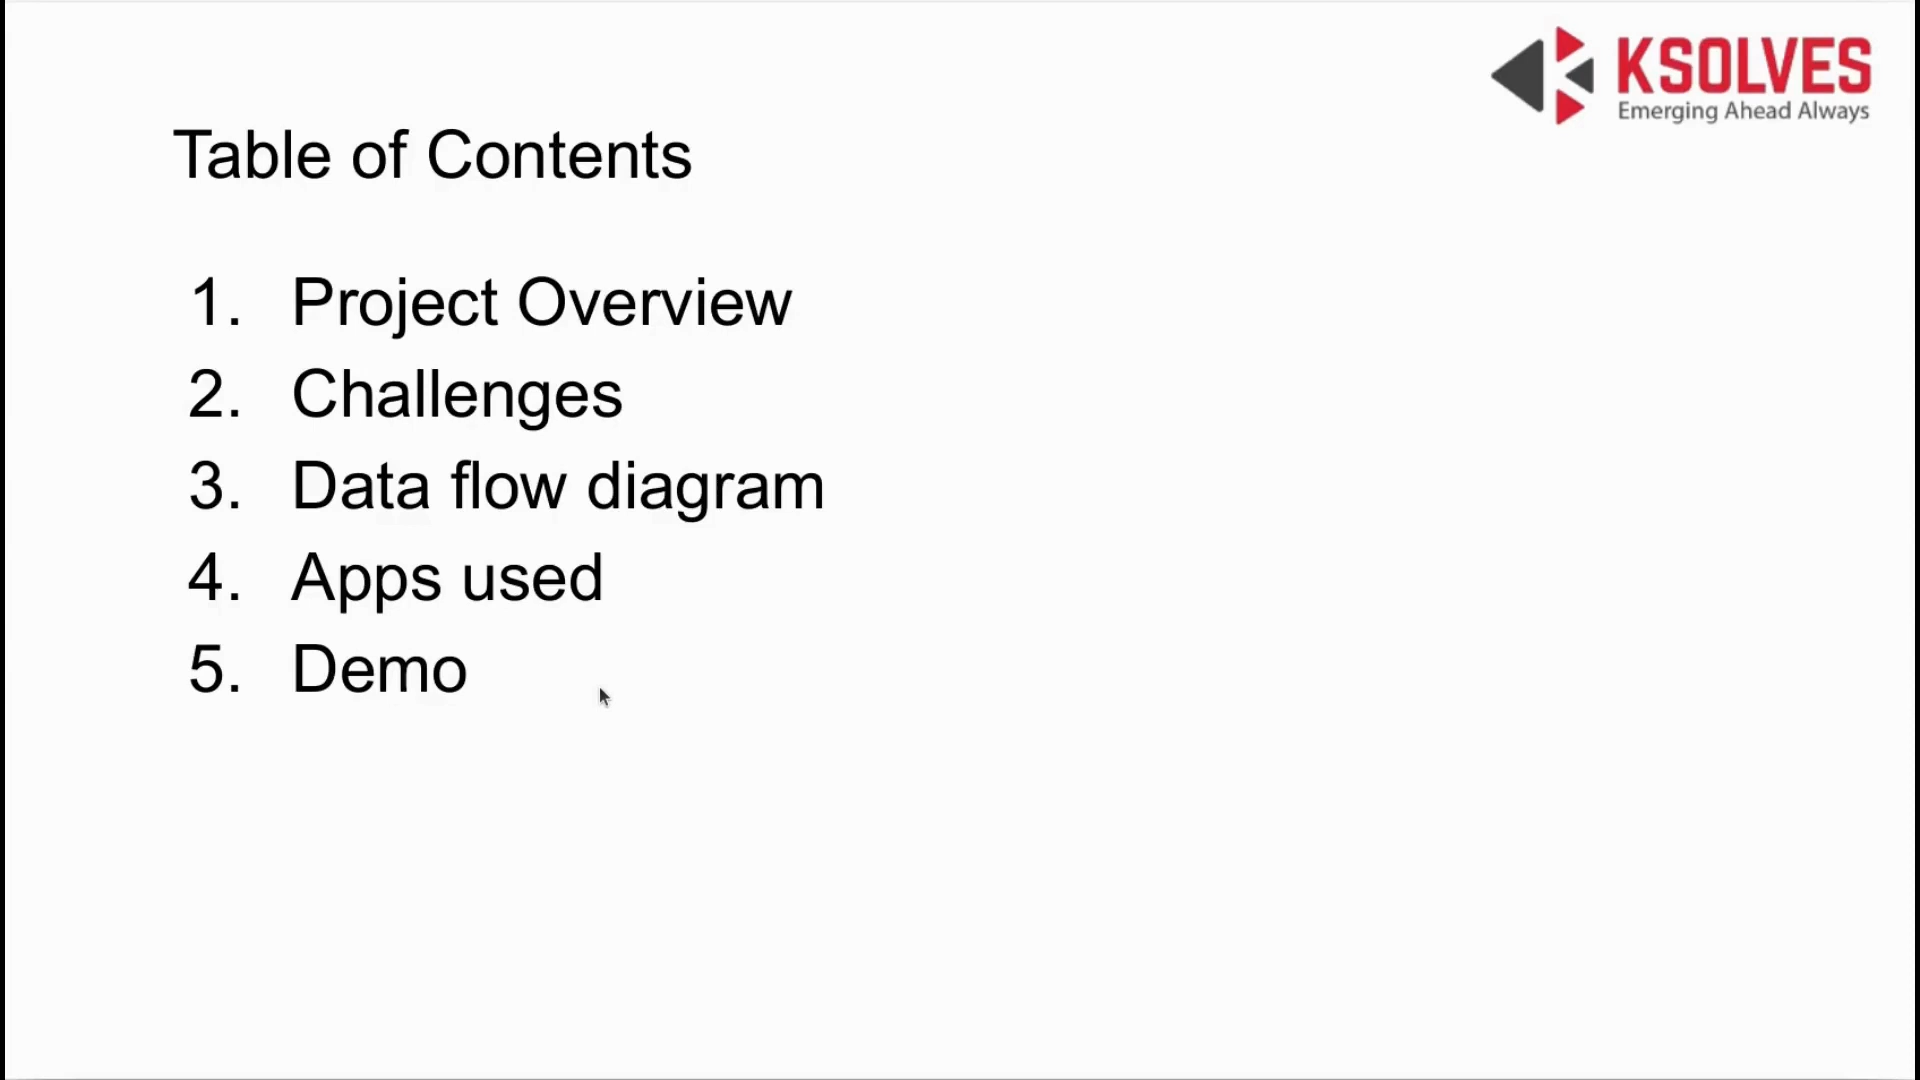 KSOLVES
Emerging Ahead Always
Table of Contents
1. Project Overview
2. Challenges
3. Data flow diagram
4. Apps used
5. Demo